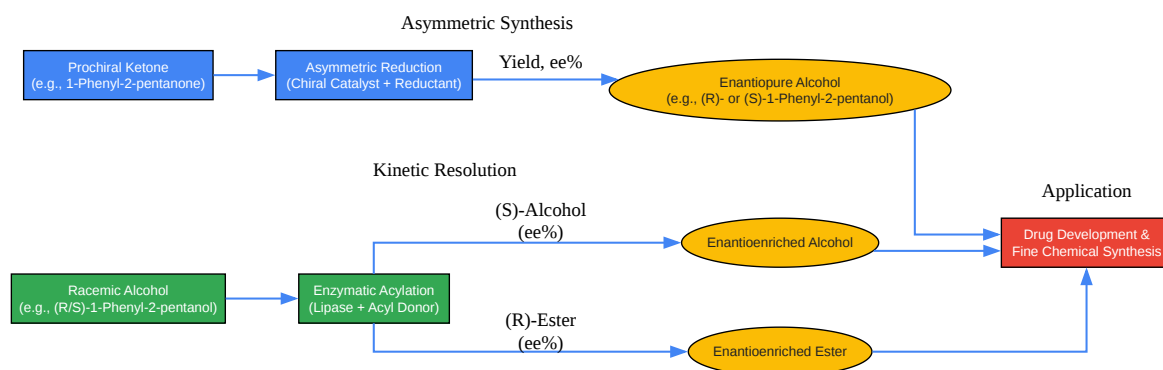 Asymmetric Synthesis
Prochiral Ketone
(e.g., 1-Phenyl-2-pentanone)
Asymmetric Reduction
(Chiral Catalyst + Reductant)
Yield, ee%
Enantiopure Alcohol
(e.g., (R)- or (S)-1-Phenyl-2-pentanol)
Kinetic Resolution
Racemic Alcohol
(e.g., (R/S)-1-Phenyl-2-pentanol)
Enzymatic Acylation
(Lipase + Acyl Donor)
(S)-Alcohol
(ee%)
Enantioenriched Alcohol
(R)-Ester
(ee%)
Enantioenriched Ester
Application
Drug Development &
Fine Chemical Synthesis